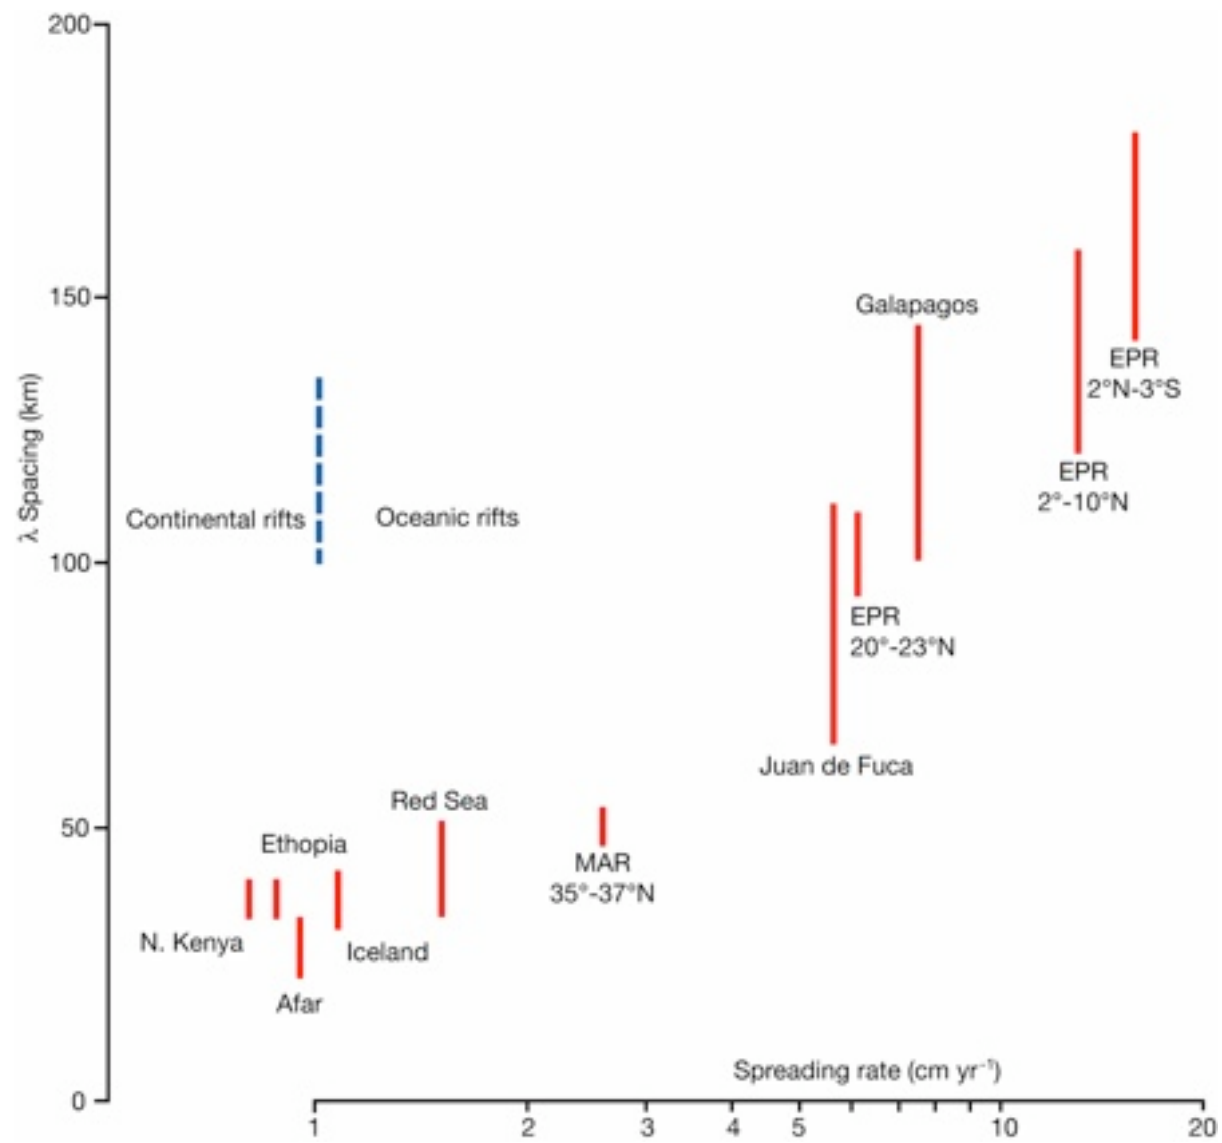 200
150
Galapagos
EPR
2°N-3°S
λ Spacing (km)
EPR
2°-10°N
Continental rifts
Oceanic rifts
100
EPR
20°-23°N
Juan de Fuca
Red Sea
50
Ethopia
MAR
35°-37°N
N. Kenya
Iceland
Afar
Spreading rate (cm yr⁻¹)
0
1 2 3 4 5 10 20